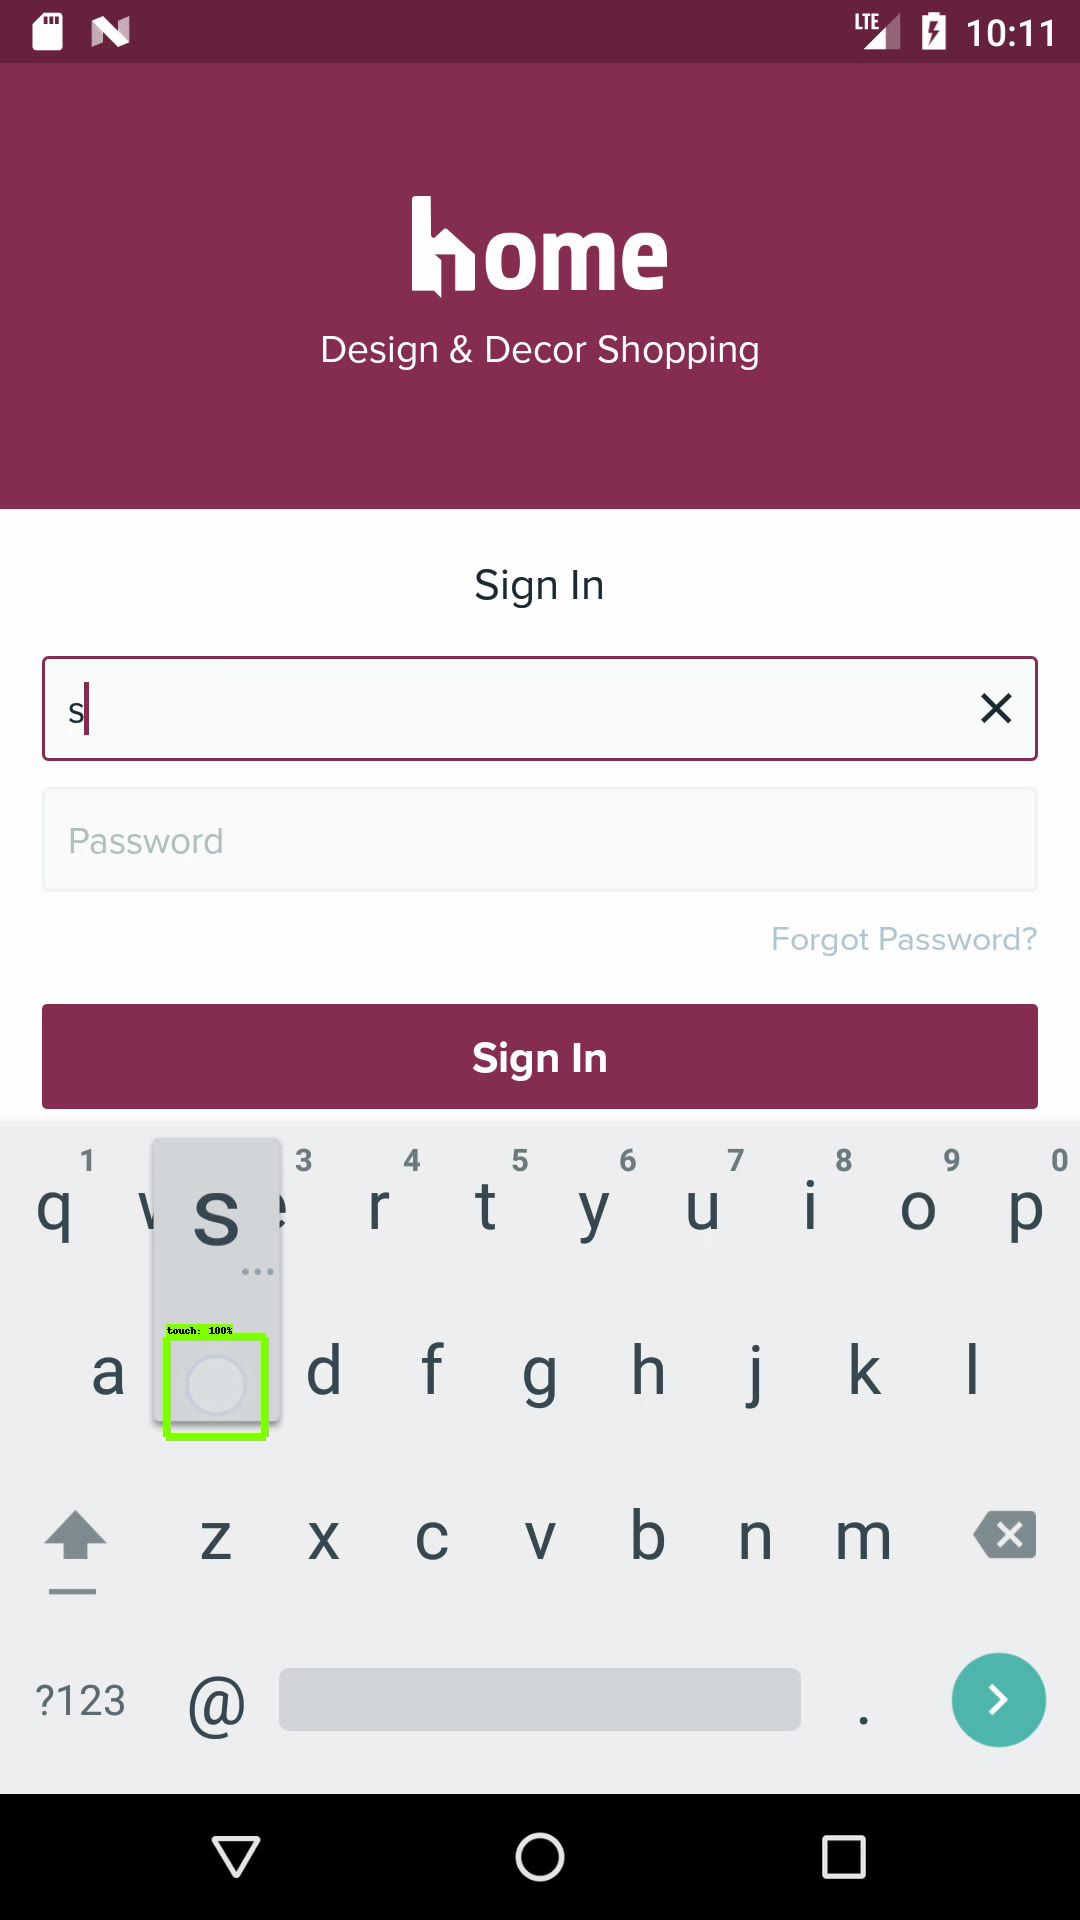 LTE 10:11
home
Design & Decor Shopping
Sign In
s
Password
Forgot Password?
Sign In
1 3 4 5 6 7 8 9 0
q s r t y u i o p
touch: 100%
a d f g h j k l
z x c v b n m
?123 @ .